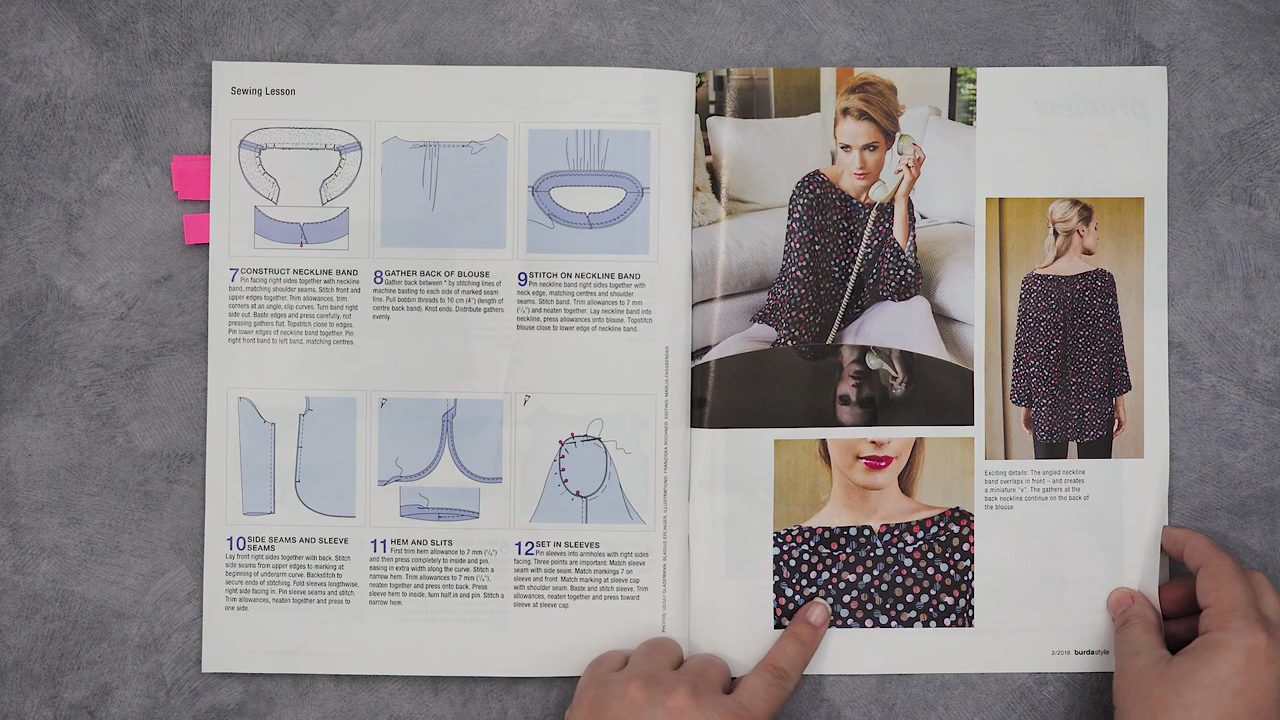 Sewing Lesson
7 CONSTRUCT NECKLINE BAND
Pin facing right sides together with neckline
band, matching shoulder seams. Stitch front and
upper edges together. Trim allowances, trim
corners at an angle, clip curves. Turn band right
side out. Baste edges and press carefully, not
pressing gathers flat. Topstitch close to edges.
Pin lower edges of neckline band together. Pin
right front band to left band, matching centres.
8 GATHER BACK OF BLOUSE
Gather back between * by stitching lines of
machine basting to each side of marked seam
line. Pull bobbin threads to 10 cm (4") (length of
centre back band). Knot ends. Distribute gathers
evenly.
9 STITCH ON NECKLINE BAND
Pin neckline band right sides together with
neck edge, matching centres and shoulder
seams. Stitch band. Trim allowances to 7 mm
(¹/₄") and neaten together. Lay neckline band into
neckline, press allowances onto blouse. Topstitch
blouse close to lower edge of neckline band.
10 SIDE SEAMS AND SLEEVE
SEAMS
Lay front right sides together with back. Stitch
side seams from upper edges to marking at
beginning of underarm curve. Backstitch to
secure ends of stitching. Fold sleeves lengthwise,
right side facing in. Pin sleeve seams and stitch.
Trim allowances, neaten together and press to
one side.
11 HEM AND SLITS
First trim hem allowance to 7 mm (¹/₄")
and then press completely to inside and pin,
easing in extra width along the curve. Stitch a
narrow hem. Trim allowances to 7 mm (¹/₄"),
neaten together and press onto back. Press
sleeve hem to inside, turn half in and pin. Stitch a
narrow hem.
12 SET IN SLEEVES
Pin sleeves into armholes with right sides
facing. Three points are important: Match sleeve
seam with side seam. Match markings 7 on
sleeve and front. Match marking at sleeve cap
with shoulder seam. Baste and stitch sleeve. Trim
allowances, neaten together and press toward
sleeve at sleeve cap.
Exciting details: The angled neckline
band overlaps in front – and creates
a miniature "v". The gathers at the
back neckline continue on the back of
the blouse.
2/2019 burdastyle